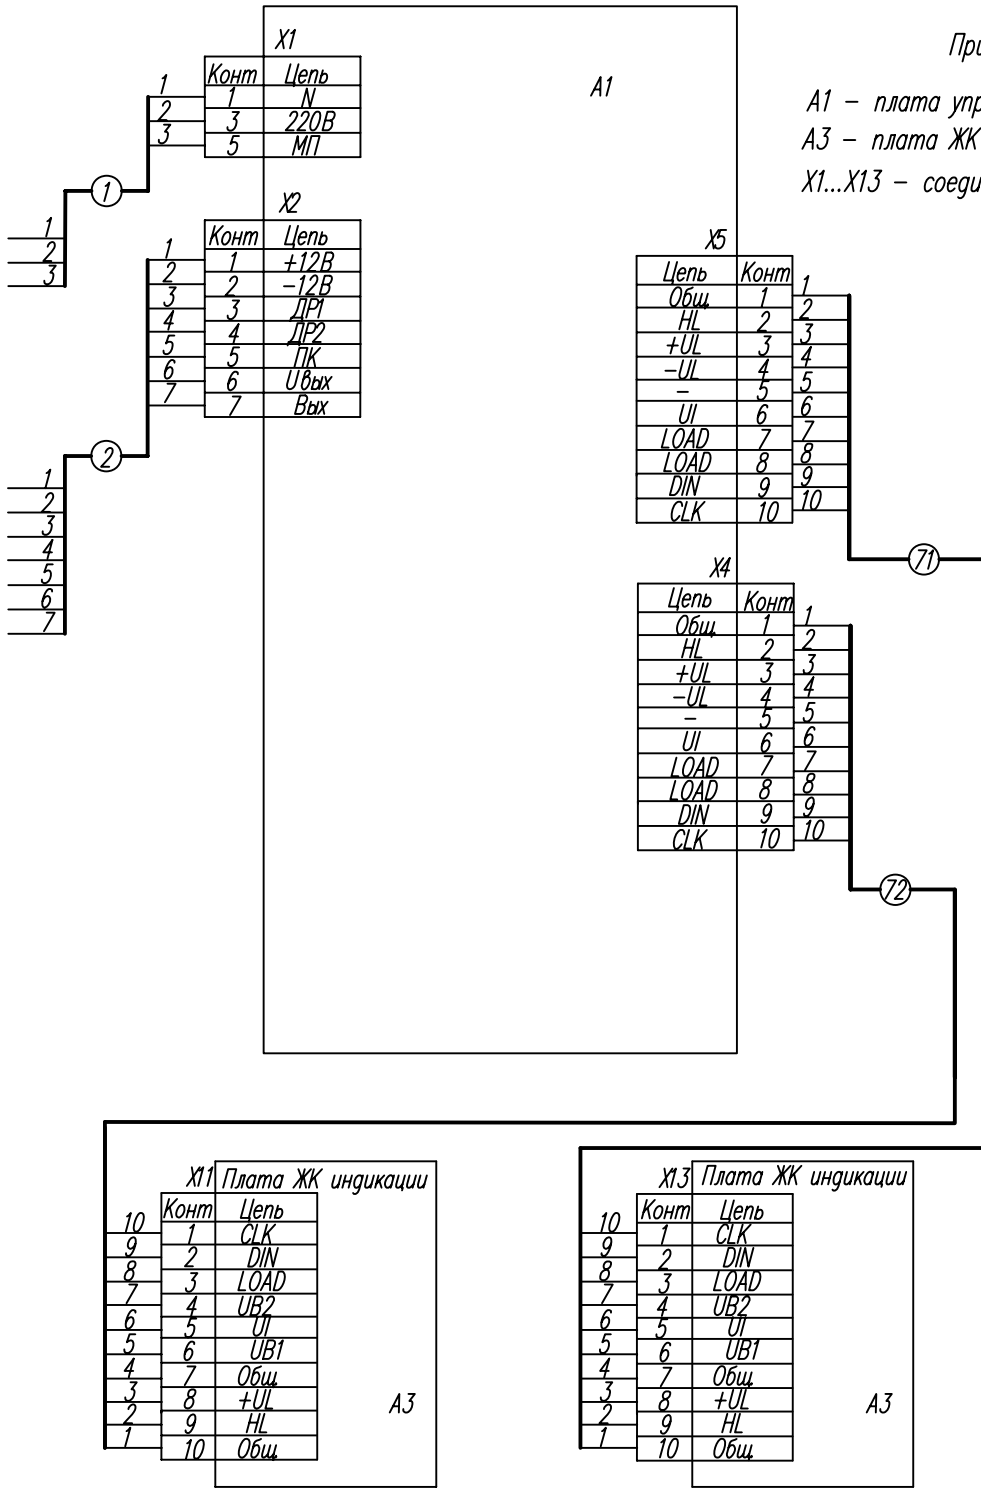 X1
Конт Цепь
1 N
3 220В
5 МП
1
2
3
1
1
2
3
A1
При
A1 – плата упр
A3 – плата ЖК
X1...X13 – соеди
X2
Конт Цепь
1 +12В
2 –12В
3 ДР1
4 ДР2
5 ПК
6 Uвых
7 Вых
1
2
3
4
5
6
7
2
1
2
3
4
5
6
7
X5
Цепь Конт
Общ 1 1
HL 2 2
+UL 3 3
–UL 4 4
– 5 5
UI 6 6
LOAD 7 7
LOAD 8 8
DIN 9 9
CLK 10 10
71
X4
Цепь Конт
Общ 1 1
HL 2 2
+UL 3 3
–UL 4 4
– 5 5
UI 6 6
LOAD 7 7
LOAD 8 8
DIN 9 9
CLK 10 10
72
X11 Плата ЖК индикации
Конт Цепь
10 1 CLK
9 2 DIN
8 3 LOAD
7 4 UB2
6 5 UI
5 6 UB1
4 7 Общ
3 8 +UL
2 9 HL
1 10 Общ
A3
X13 Плата ЖК индикации
Конт Цепь
10 1 CLK
9 2 DIN
8 3 LOAD
7 4 UB2
6 5 UI
5 6 UB1
4 7 Общ
3 8 +UL
2 9 HL
1 10 Общ
A3